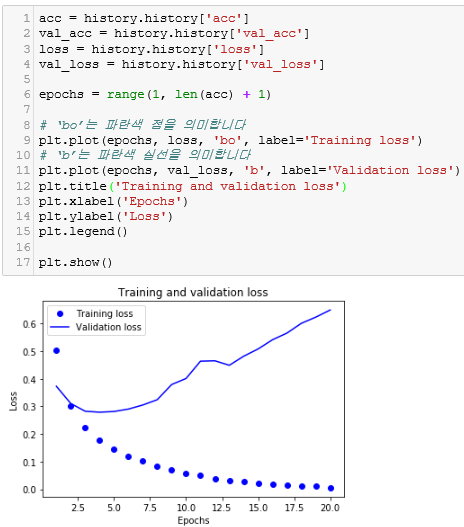 1 acc = history.history['acc']
2 val_acc = history.history['val_acc']
3 loss = history.history['loss']
4 val_loss = history.history['val_loss']
5
6 epochs = range(1, len(acc) + 1)
7
8 # ‘bo’는 파란색 점을 의미합니다
9 plt.plot(epochs, loss, 'bo', label='Training loss')
10 # ‘b’는 파란색 실선을 의미합니다
11 plt.plot(epochs, val_loss, 'b', label='Validation loss')
12 plt.title('Training and validation loss')
13 plt.xlabel('Epochs')
14 plt.ylabel('Loss')
15 plt.legend()
16
17 plt.show()
Training and validation loss
Training loss
Validation loss
0.6
0.5
0.4
0.3
0.2
0.1
0.0
Loss
2.5 5.0 7.5 10.0 12.5 15.0 17.5 20.0
Epochs